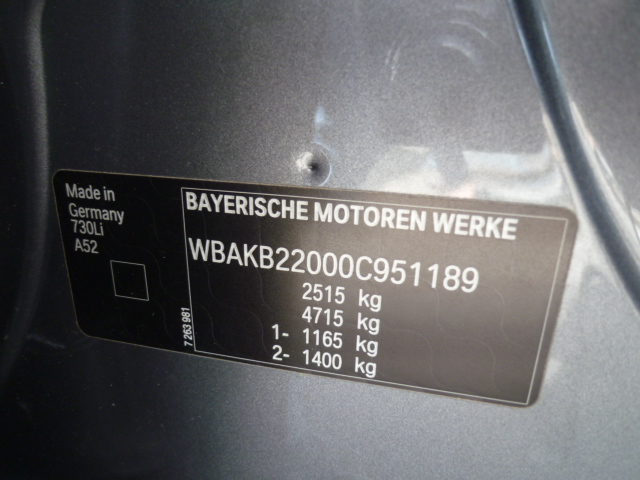 Made in
Germany
730Li
A52
7 263 981
BAYERISCHE MOTOREN WERKE
WBAKB22000C951189
2515 kg
4715 kg
1- 1165 kg
2- 1400 kg